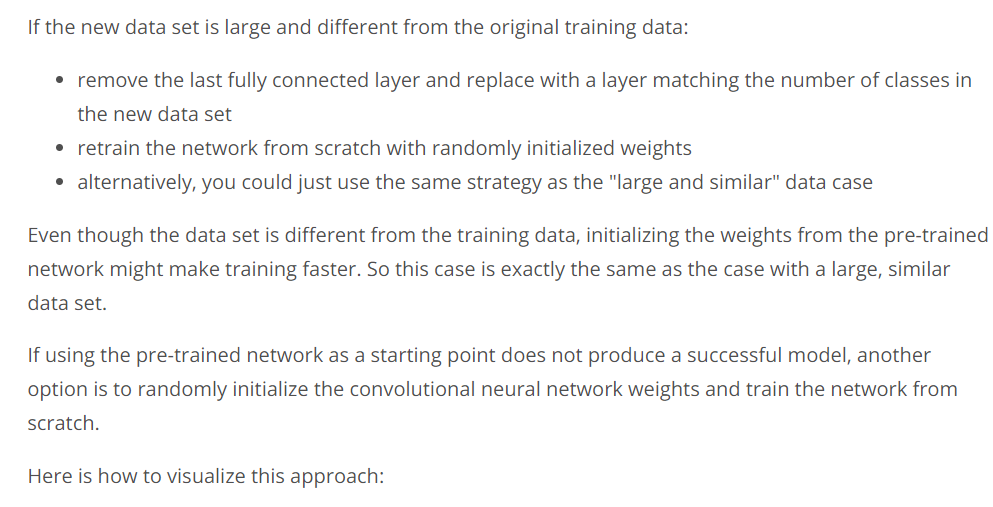 If the new data set is large and different from the original training data:
• remove the last fully connected layer and replace with a layer matching the number of classes in
the new data set
• retrain the network from scratch with randomly initialized weights
• alternatively, you could just use the same strategy as the "large and similar" data case
Even though the data set is different from the training data, initializing the weights from the pre-trained
network might make training faster. So this case is exactly the same as the case with a large, similar
data set.
If using the pre-trained network as a starting point does not produce a successful model, another
option is to randomly initialize the convolutional neural network weights and train the network from
scratch.
Here is how to visualize this approach: